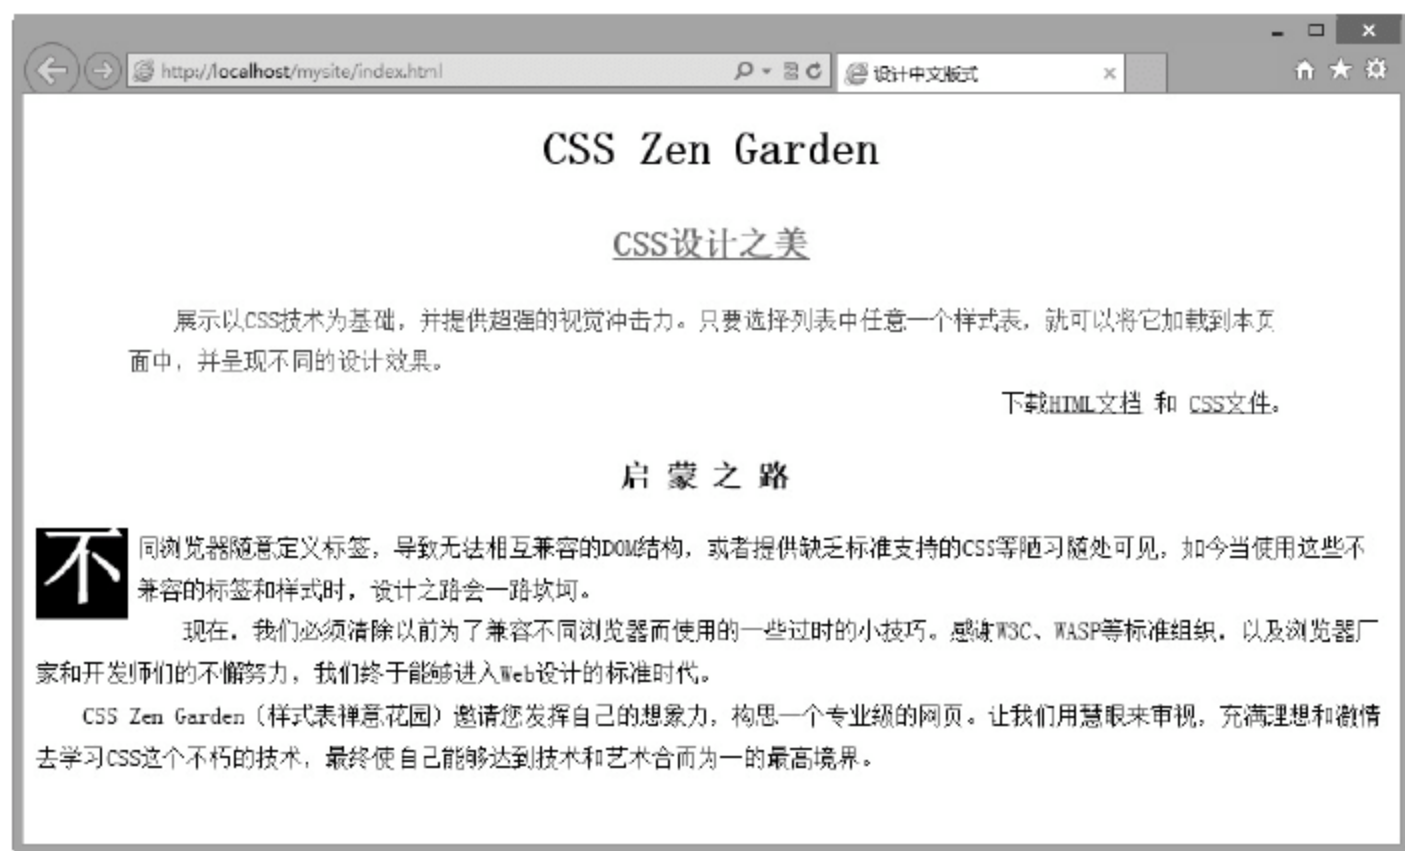 http://localhost/mysite/index.html
设计中文版式
CSS Zen Garden
CSS设计之美
展示以CSS技术为基础，并提供超强的视觉冲击力。只要选择列表中任意一个样式表，就可以将它加载到本页
面中，并呈现不同的设计效果。
下载HTML文档 和 CSS文件。
启 蒙 之 路
不同浏览器随意定义标签，导致无法相互兼容的DOM结构，或者提供缺乏标准支持的CSS等陋习随处可见，如今当使用这些不
兼容的标签和样式时，设计之路会一路坎坷。
现在，我们必须清除以前为了兼容不同浏览器而使用的一些过时的小技巧。感谢W3C、WASP等标准组织，以及浏览器厂
家和开发师们的不懈努力，我们终于能够进入Web设计的标准时代。
CSS Zen Garden（样式表禅意花园）邀请您发挥自己的想象力，构思一个专业级的网页。让我们用慧眼来审视，充满理想和激情
去学习CSS这个不朽的技术，最终使自己能够达到技术和艺术合而为一的最高境界。